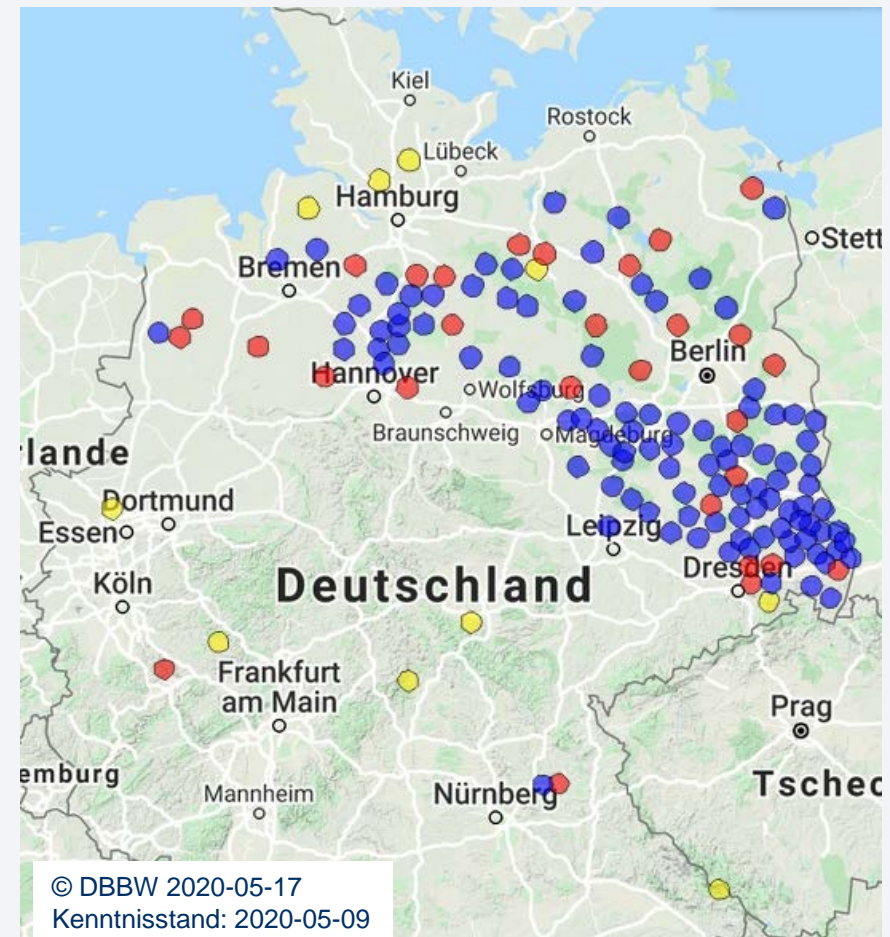 Kiel
Rostock
Lübeck
Hamburg
Stett
Bremen
Berlin
Hannover
Wolfsburg
Braunschweig
Magdeburg
lande
Dortmund
Essen
Leipzig
Dresden
Köln
Deutschland
Frankfurt
am Main
Prag
emburg
Mannheim
Nürnberg
Tschec
© DBBW 2020-05-17
Kenntnisstand: 2020-05-09